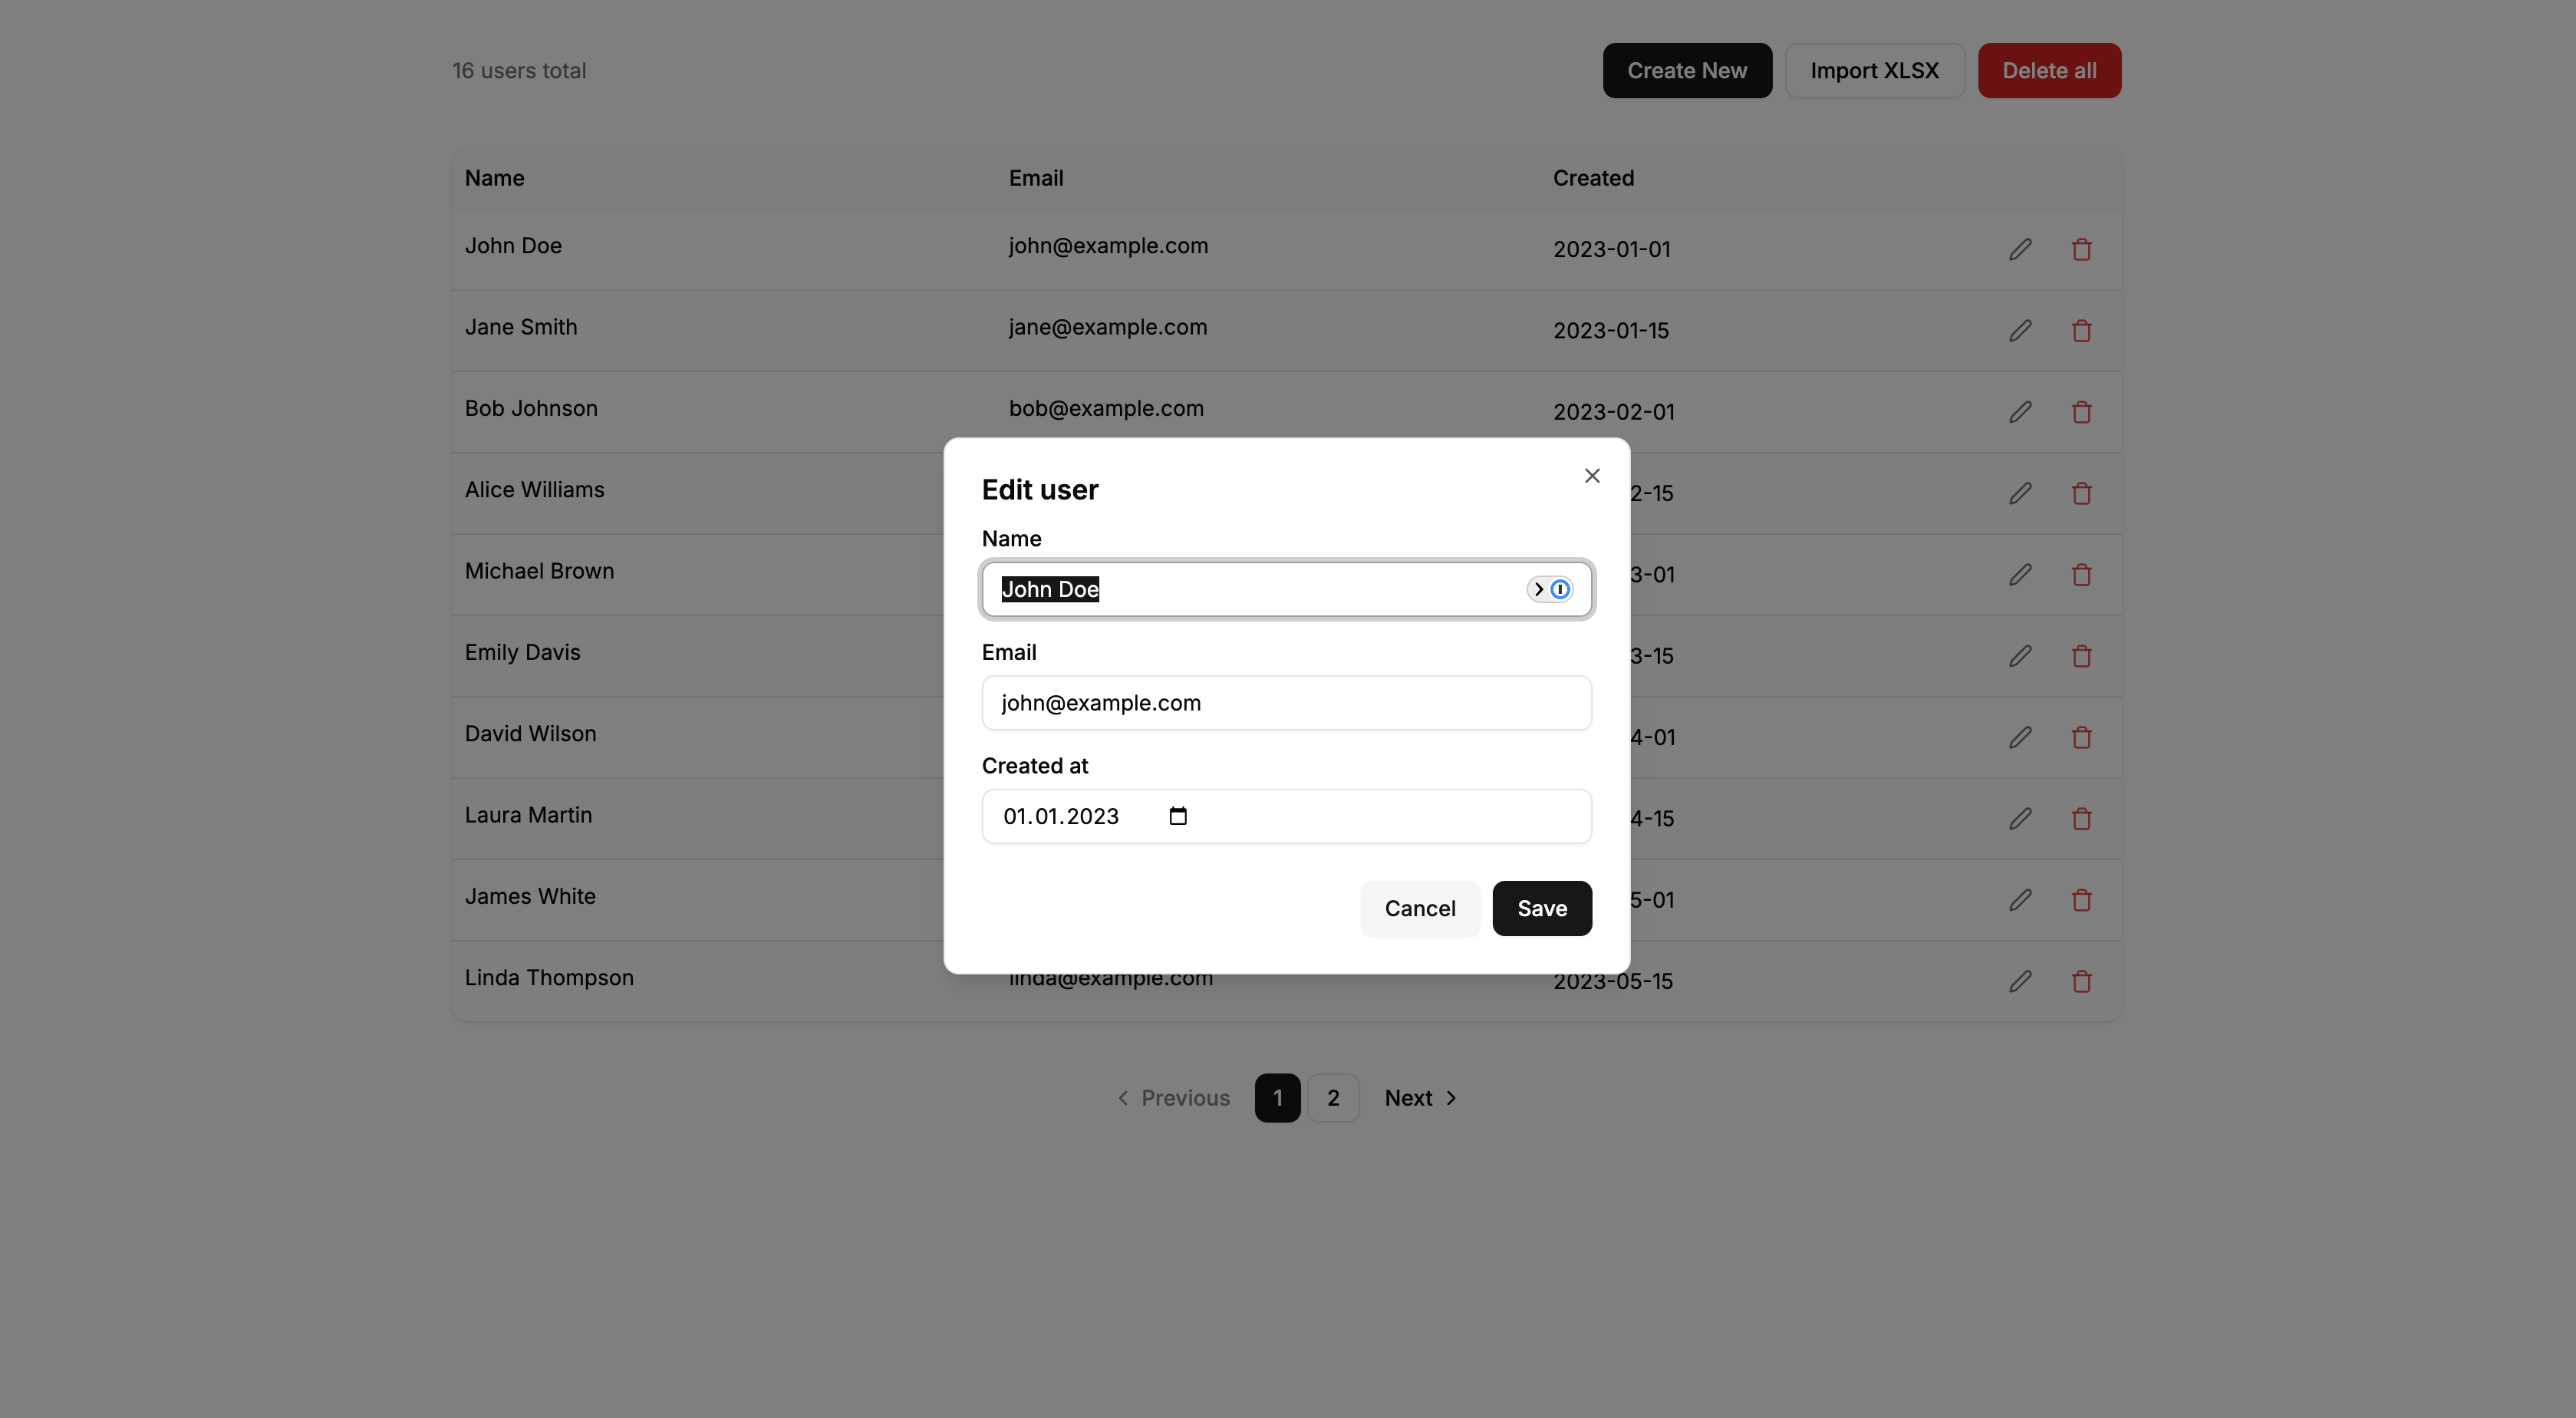 16 users total
Create New
Import XLSX
Delete all
Name Email Created
John Doe john@example.com 2023-01-01
Jane Smith jane@example.com 2023-01-15
Bob Johnson bob@example.com 2023-02-01
Alice Williams 2-15
Michael Brown 3-01
Emily Davis 3-15
David Wilson 4-01
Laura Martin 4-15
James White 5-01
Linda Thompson linda@example.com 2023-05-15
Edit user
Name
John Doe
Email
john@example.com
Created at
01.01.2023
Cancel
Save
Previous 1 2 Next